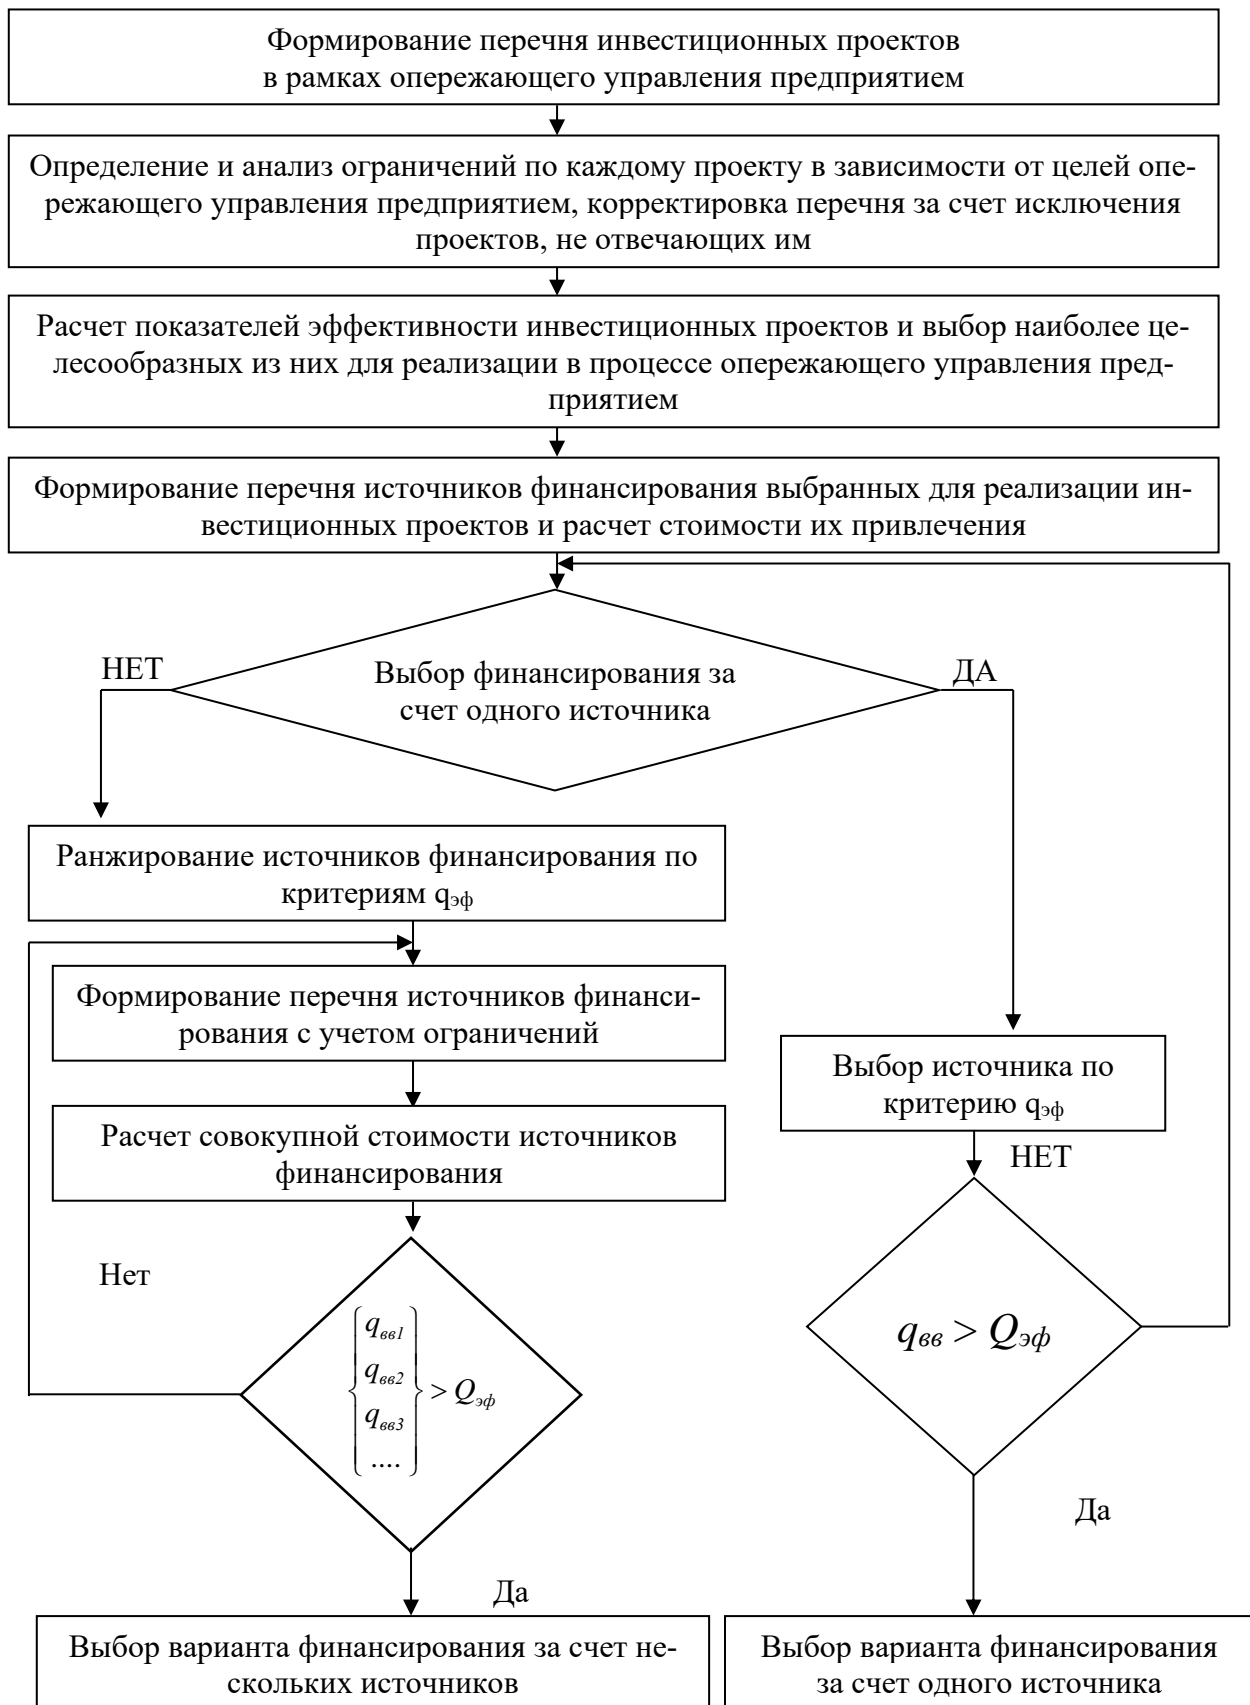 Формирование перечня инвестиционных проектов
в рамках опережающего управления предприятием
Определение и анализ ограничений по каждому проекту в зависимости от целей опе-
режающего управления предприятием, корректировка перечня за счет исключения
проектов, не отвечающих им
Расчет показателей эффективности инвестиционных проектов и выбор наиболее це-
лесообразных из них для реализации в процессе опережающего управления пред-
приятием
Формирование перечня источников финансирования выбранных для реализации ин-
вестиционных проектов и расчет стоимости их привлечения
НЕТ
Выбор финансирования за
счет одного источника
ДА
Ранжирование источников финансирования по
критериям qэф
Формирование перечня источников финанси-
рования с учетом ограничений
Расчет совокупной стоимости источников
финансирования
Выбор источника по
критерию qэф
НЕТ
Нет
qвв1
qвв2
qвв3
....
> Qэф
qвв > Qэф
Да
Да
Выбор варианта финансирования за счет не-
скольких источников
Выбор варианта финансирования
за счет одного источника